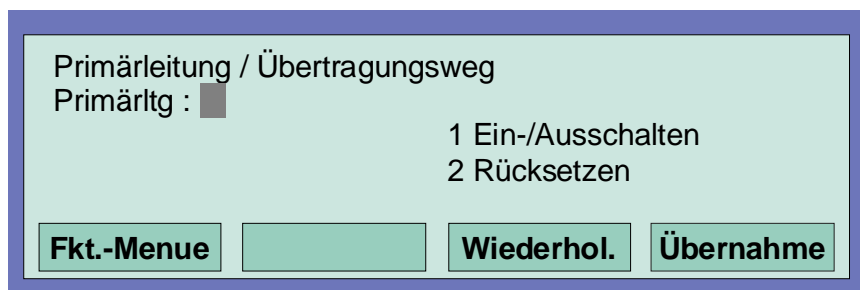 Primärleitung / Übertragungsweg
Primärltg :
1 Ein-/Ausschalten
2 Rücksetzen
Fkt.-Menue Wiederhol. Übernahme